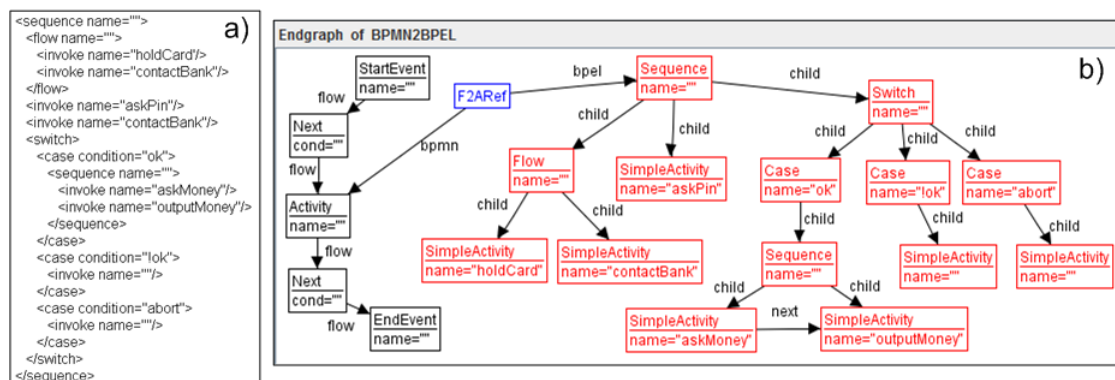 a)
<sequence name="">
<flow name="">
<invoke name="holdCard"/>
<invoke name="contactBank"/>
</flow>
<invoke name="askPin"/>
<invoke name="contactBank"/>
<switch>
<case condition="ok">
<sequence name="">
<invoke name="askMoney"/>
<invoke name="outputMoney"/>
</sequence>
</case>
<case condition="!ok">
<invoke name=""/>
</case>
<case condition="abort">
<invoke name=""/>
</case>
</switch>
</sequence>
Endgraph of BPMN2BPEL
b)
StartEvent
name=""
flow
Next
cond=""
flow
Activity
name=""
flow
Next
cond=""
flow
EndEvent
name=""
F2ARef
bpmn
bpel
Sequence
name=""
child
child
child
Flow
name=""
SimpleActivity
name="askPin"
Switch
name=""
child
child
SimpleActivity
name="holdCard"
SimpleActivity
name="contactBank"
child
child
child
Case
name="ok"
Case
name="!ok"
Case
name="abort"
child
child
child
Sequence
name=""
SimpleActivity
name=""
SimpleActivity
name=""
child
child
SimpleActivity
name="askMoney"
next
SimpleActivity
name="outputMoney"